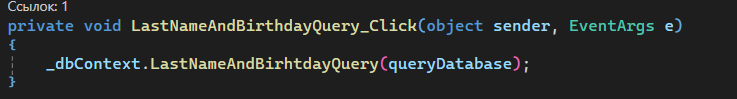 Ссылок: 1
private void LastNameAndBirthdayQuery_Click(object sender, EventArgs e)
{
    _dbContext.LastNameAndBirhtdayQuery(queryDatabase);
}